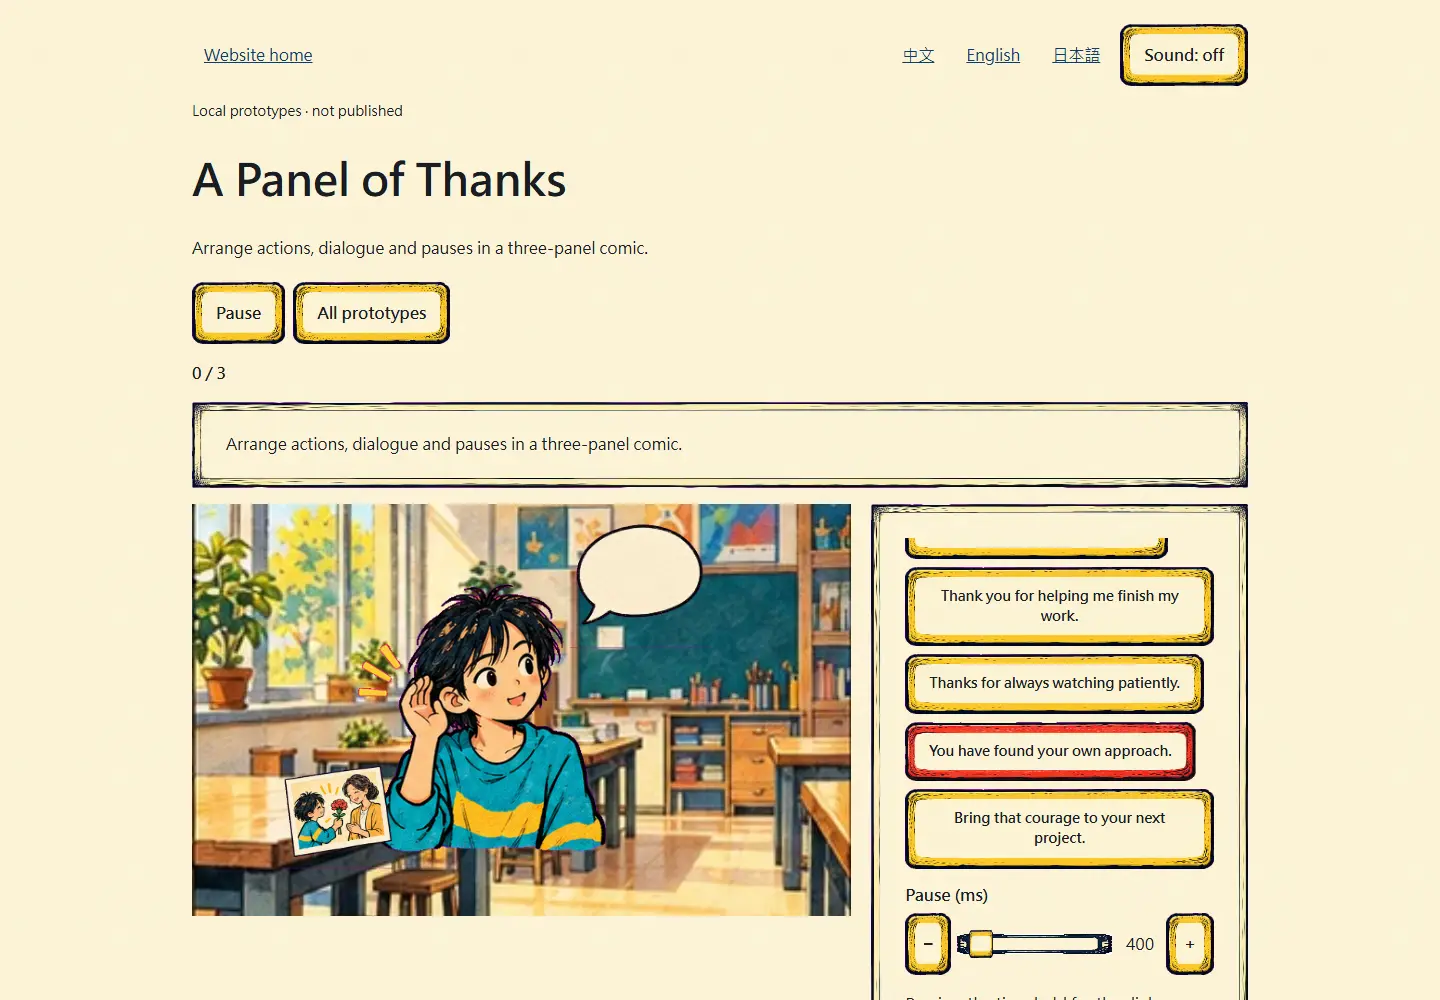 Website home
中文 English 日本語 Sound: off
Local prototypes · not published
A Panel of Thanks
Arrange actions, dialogue and pauses in a three-panel comic.
Pause All prototypes
0 / 3
Arrange actions, dialogue and pauses in a three-panel comic.
Thank you for helping me finish my
work.
Thanks for always watching patiently.
You have found your own approach.
Bring that courage to your next
project.
Pause (ms)
− 400 +